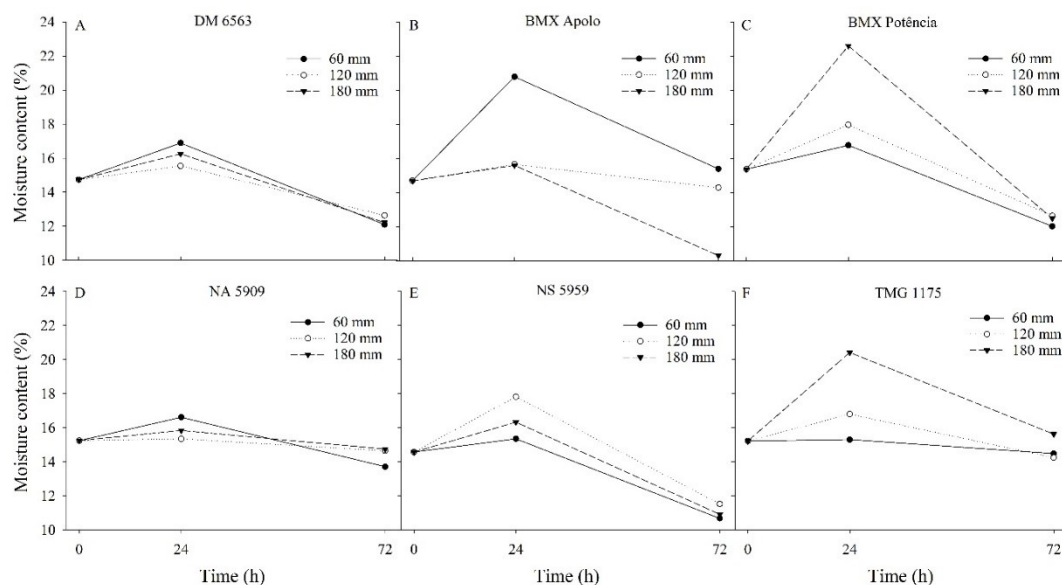 A
DM 6563
60 mm
120 mm
180 mm
B
BMX Apolo
60 mm
120 mm
180 mm
C
BMX Potência
60 mm
120 mm
180 mm
Moisture content (%)
24
22
20
18
16
14
12
10
D
NA 5909
60 mm
120 mm
180 mm
E
NS 5959
60 mm
120 mm
180 mm
F
TMG 1175
60 mm
120 mm
180 mm
Moisture content (%)
24
22
20
18
16
14
12
10
0 24 72
0 24 72
0 24 72
Time (h)
Time (h)
Time (h)